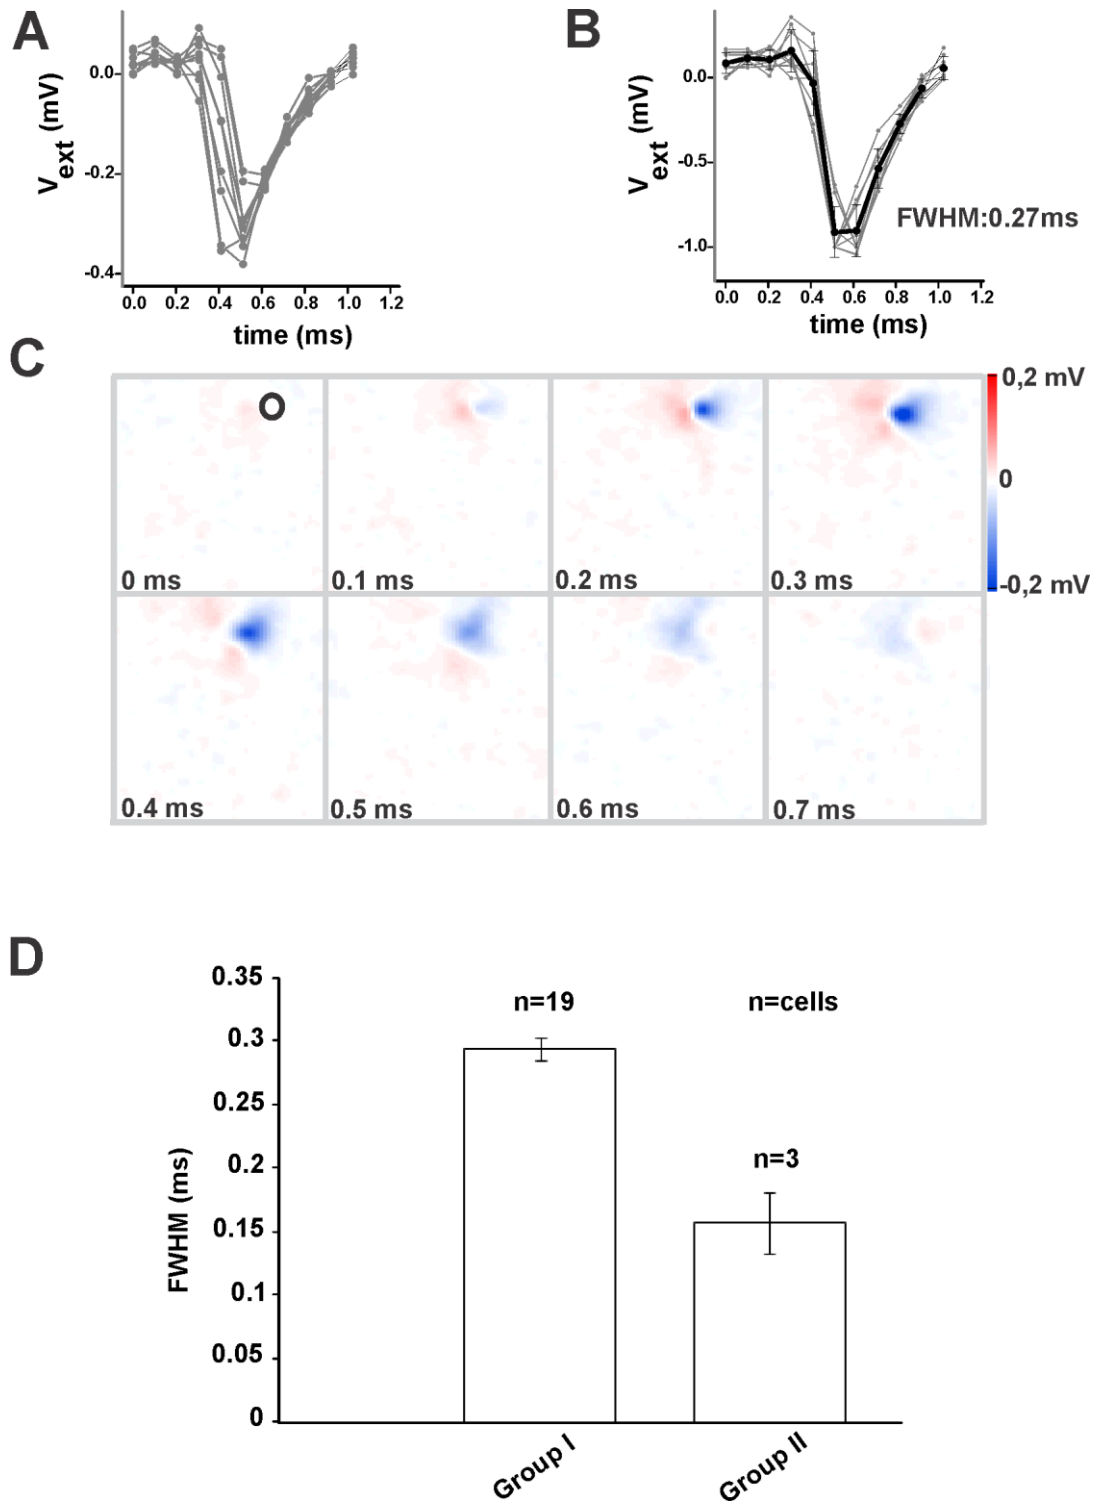 A
B
0.0
-0.2
-0.4
V_ext (mV)
0.0 0.2 0.4 0.6 0.8 1.0 1.2
time (ms)
0.0
-0.5
-1.0
V_ext (mV)
FWHM:0.27ms
0.0 0.2 0.4 0.6 0.8 1.0 1.2
time (ms)
C
0,2 mV
0
-0,2 mV
0 ms
0.1 ms
0.2 ms
0.3 ms
0.4 ms
0.5 ms
0.6 ms
0.7 ms
D
0.35
0.3
0.25
0.2
0.15
0.1
0.05
0
FWHM (ms)
n=19
n=cells
n=3
Group I
Group II